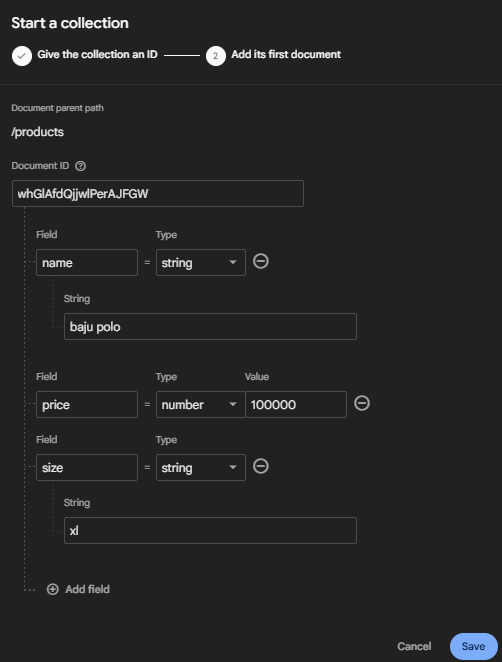 Start a collection
Give the collection an ID
2 Add its first document
Document parent path
/products
Document ID
whGlAfdQjjwlPerAJFGW
Field Type
name = string
String
baju polo
Field Type Value
price = number 100000
Field Type
size = string
String
xl
Add field
Cancel Save